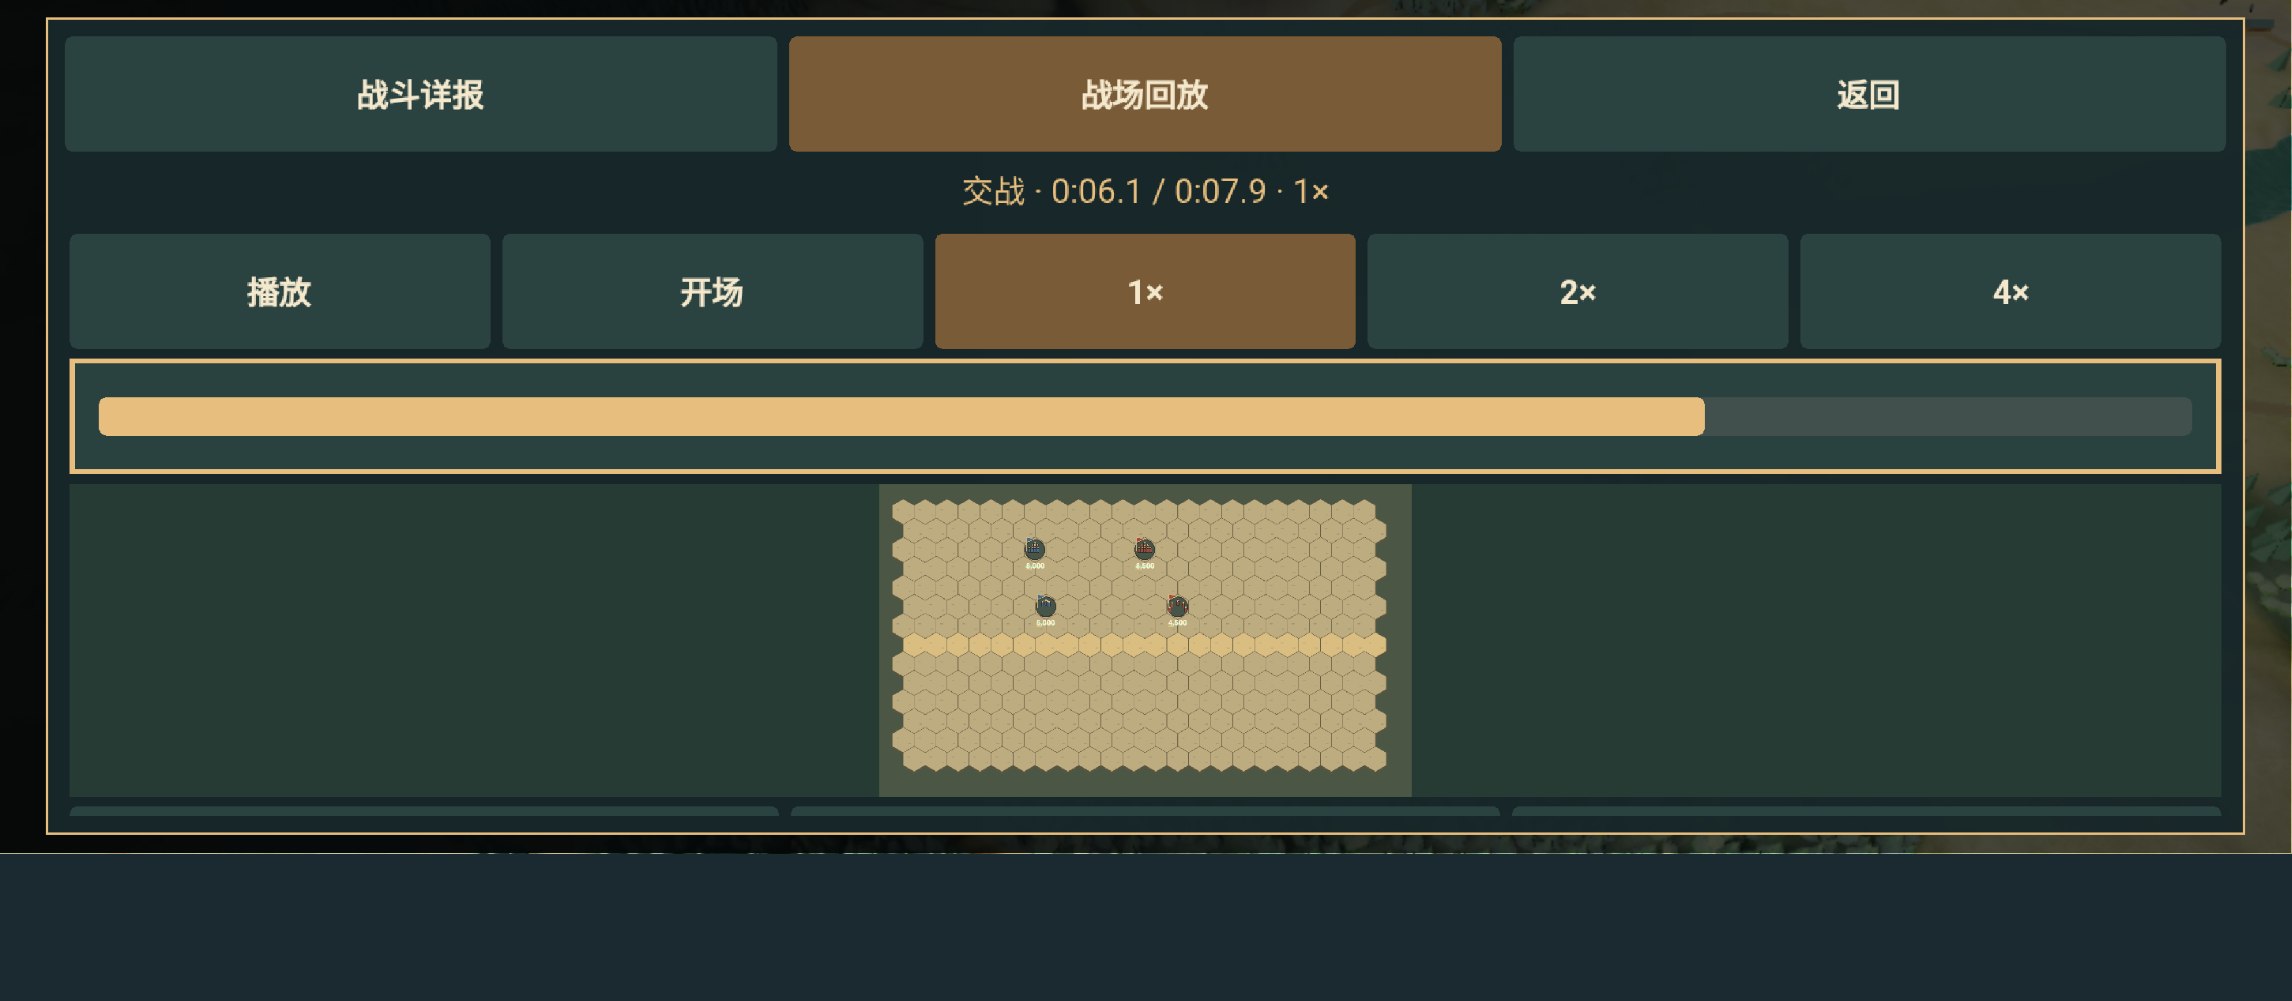 战斗详报 战场回放 返回
交战 · 0:06.1 / 0:07.9 · 1×
播放 开场 1× 2× 4×